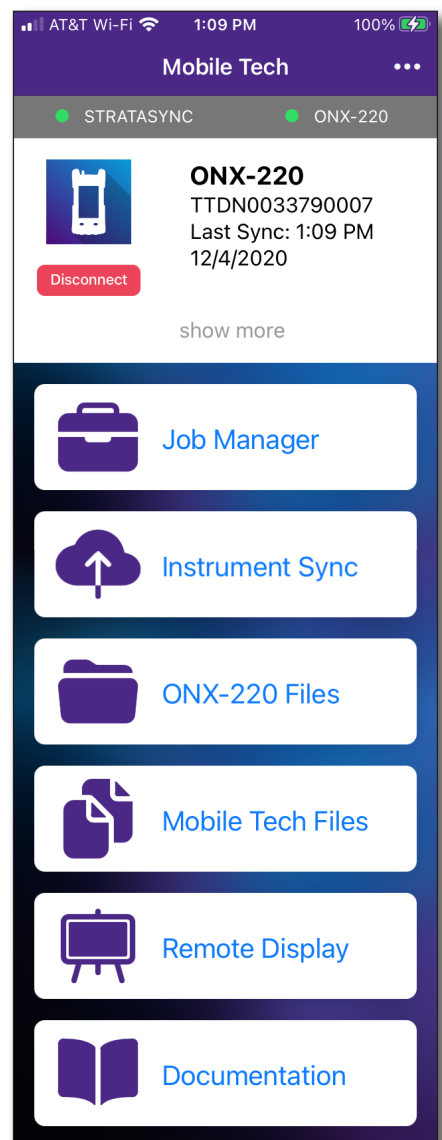 AT&T Wi-Fi 1:09 PM 100%
Mobile Tech
STRATASYNC ONX-220
ONX-220
TTDN0033790007
Last Sync: 1:09 PM
12/4/2020
Disconnect
show more
Job Manager
Instrument Sync
ONX-220 Files
Mobile Tech Files
Remote Display
Documentation